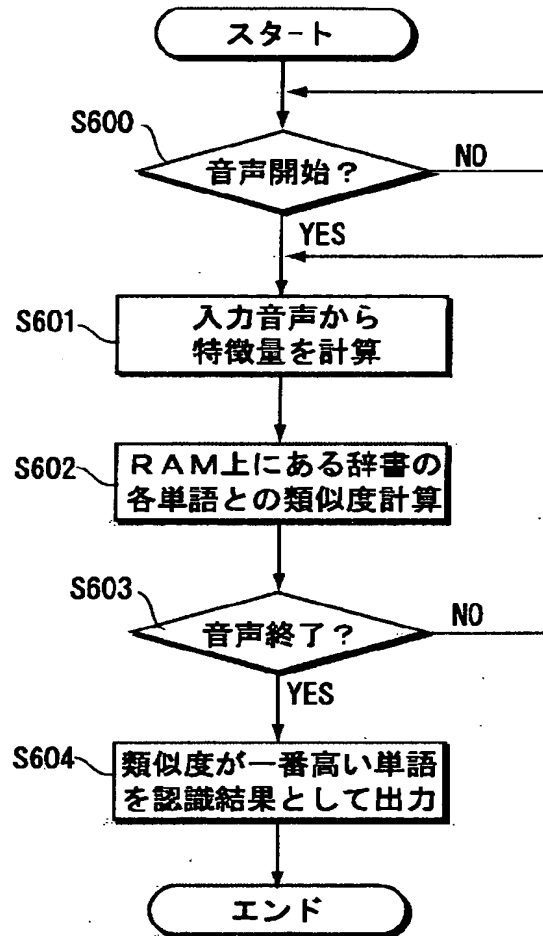 スタート
S600
音声開始?
NO
YES
S601
入力音声から
特徴量を計算
S602
RAM上にある辞書の
各単語との類似度計算
S603
音声終了?
NO
YES
S604
類似度が一番高い単語
を認識結果として出力
エンド